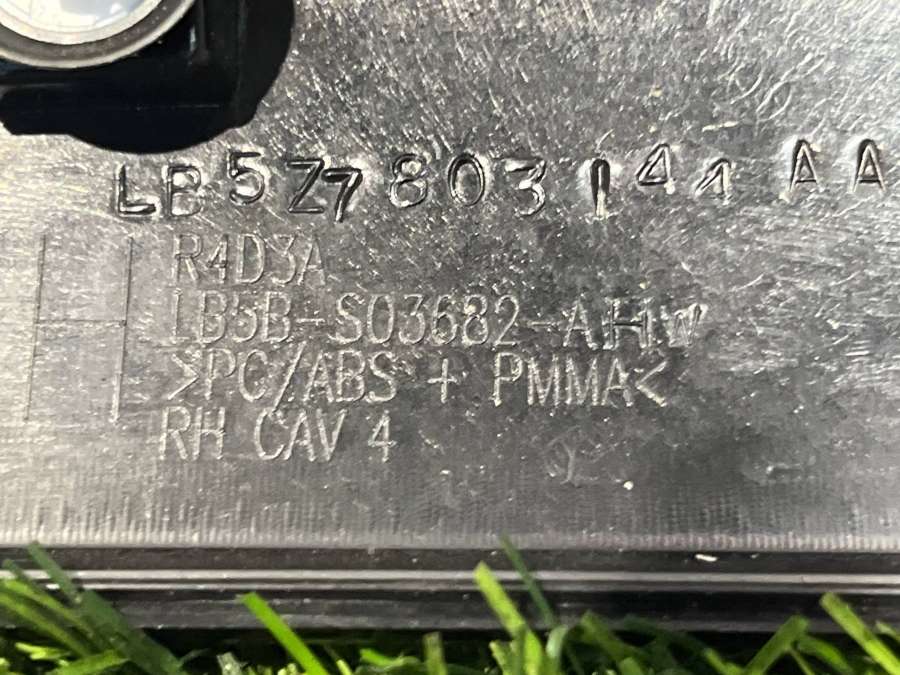 LB5Z7803144 AA
R4D3A
LB5B-S03682-AHW
>PC/ABS + PMMA<
RH CAV 4